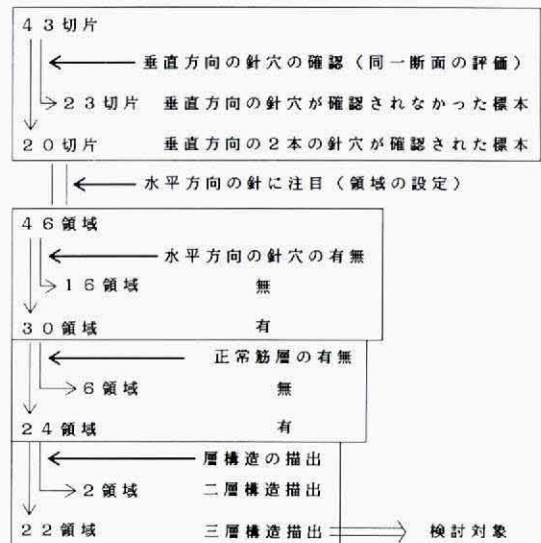 43切片
垂直方向の針穴の確認(同一断面の評価)
23切片 垂直方向の針穴が確認されなかった標本
20切片 垂直方向の2本の針穴が確認された標本
水平方向の針に注目(領域の設定)
46領域
水平方向の針穴の有無
16領域 無
30領域 有
正常筋層の有無
6領域 無
24領域 有
層構造の描出
2領域 二層構造描出
22領域 三層構造描出 検討対象